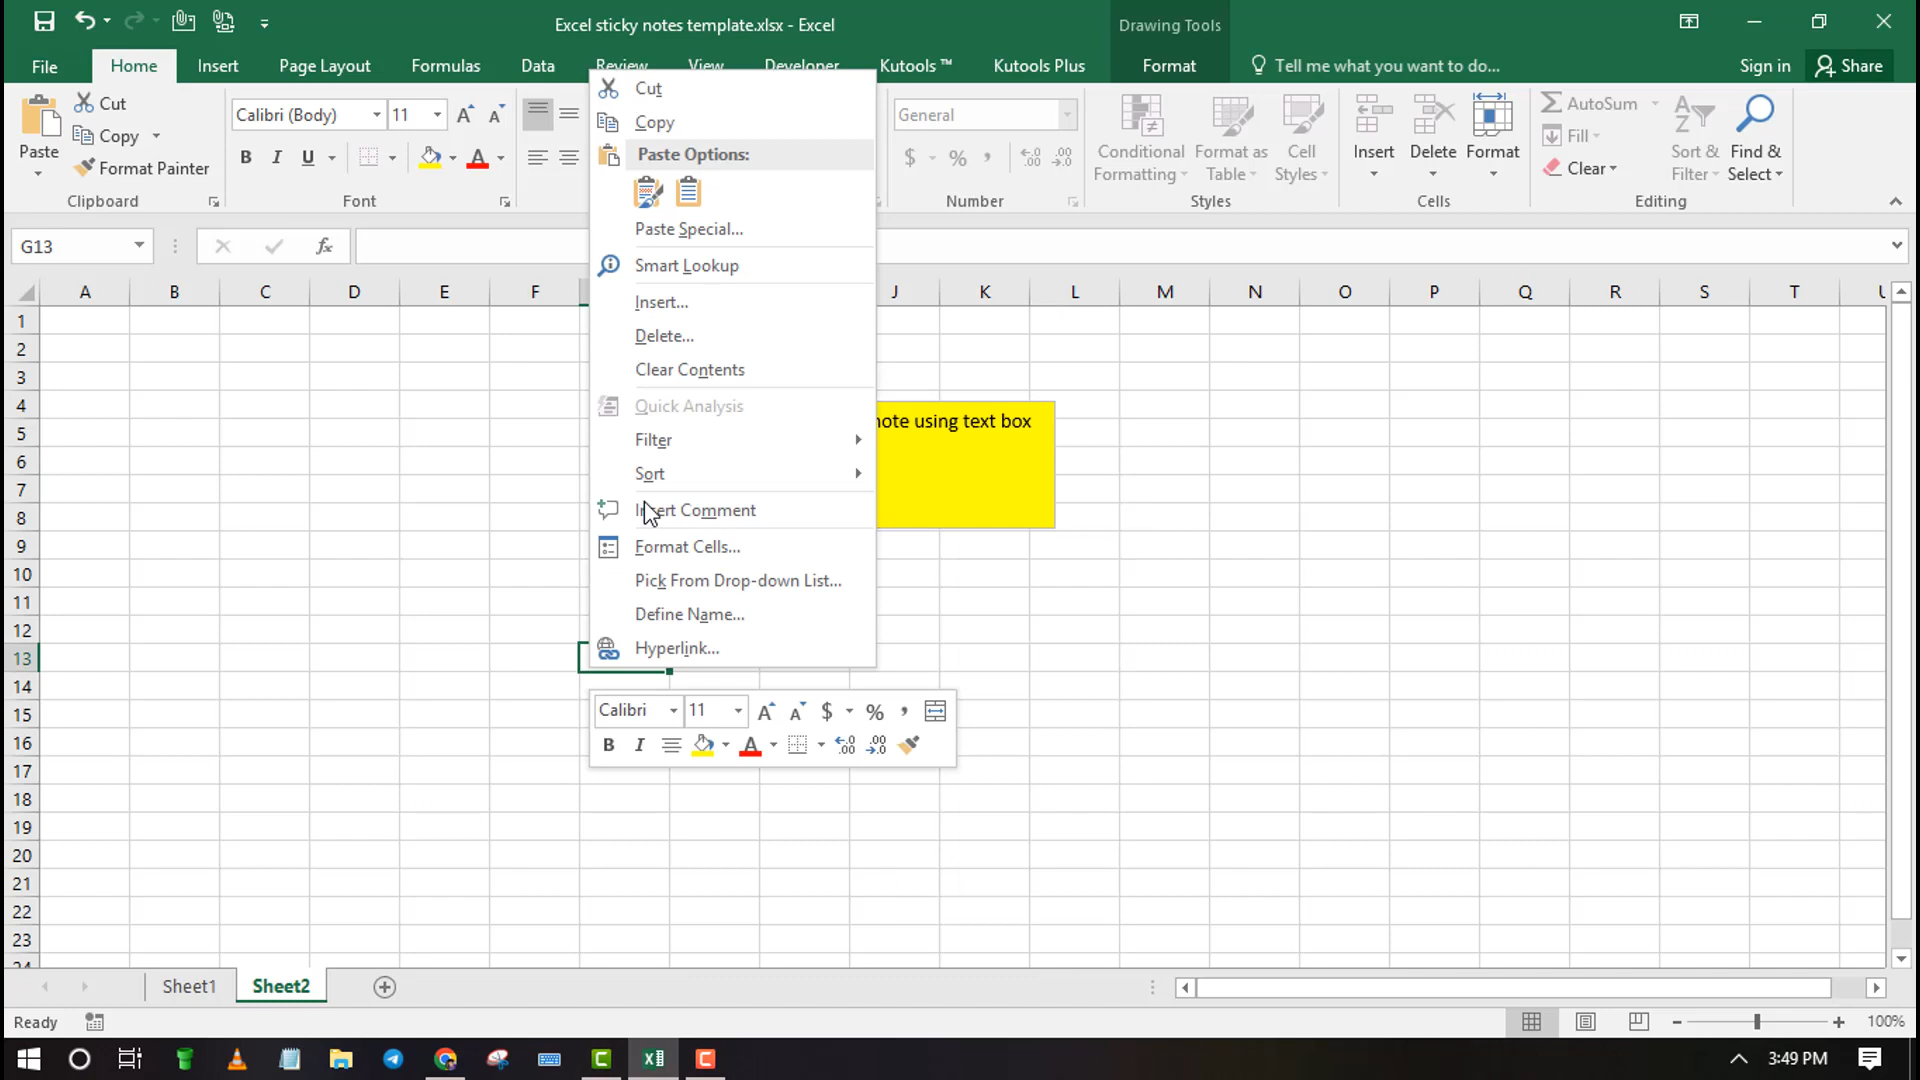 Excel sticky notes template.xlsx - Excel
Drawing Tools
File Home Insert Page Layout Formulas Data Review View Developer Kutools ™ Kutools Plus Format Tell me what you want to do... Sign in Share
Paste
Cut
Copy
Format Painter
Clipboard
Calibri (Body) 11
B I U
Font
General
$ % ,
Number
Conditional Formatting
Format as Table
Cell Styles
Styles
Insert Delete Format
Cells
AutoSum
Fill
Clear
Sort & Filter
Find & Select
Editing
G13
fx
A B C D E F J K L M N O P Q R S T
1
2
3
4
5
6
7
8
9
10
11
12
13
14
15
16
17
18
19
20
21
22
23
Cut
Copy
Paste Options:
Paste Special...
Smart Lookup
Insert...
Delete...
Clear Contents
Quick Analysis
Filter
Sort
Insert Comment
Format Cells...
Pick From Drop-down List...
Define Name...
Hyperlink...
note using text box
Calibri 11 A A $ % ,
B I A
Sheet1 Sheet2
Ready
100%
3:49 PM